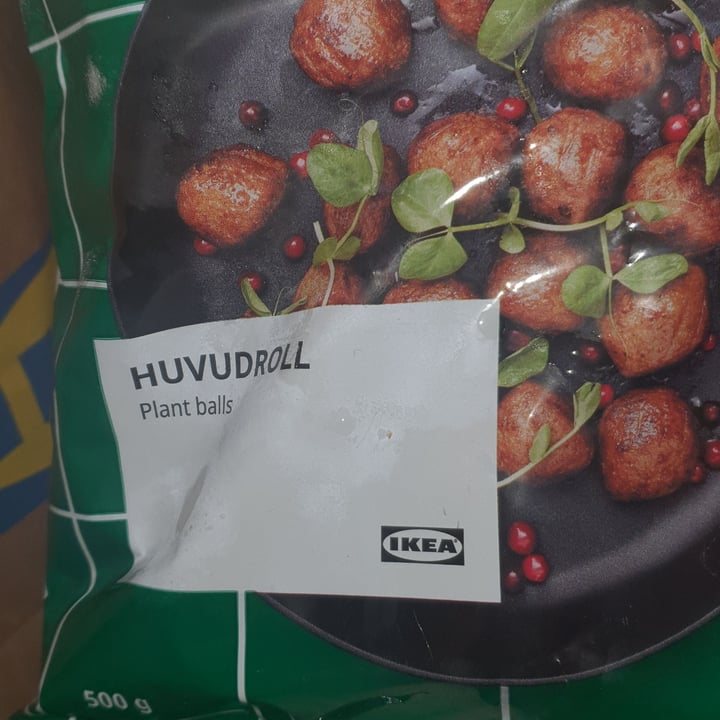 HUVUDROLL
Plant balls
IKEA
500 g